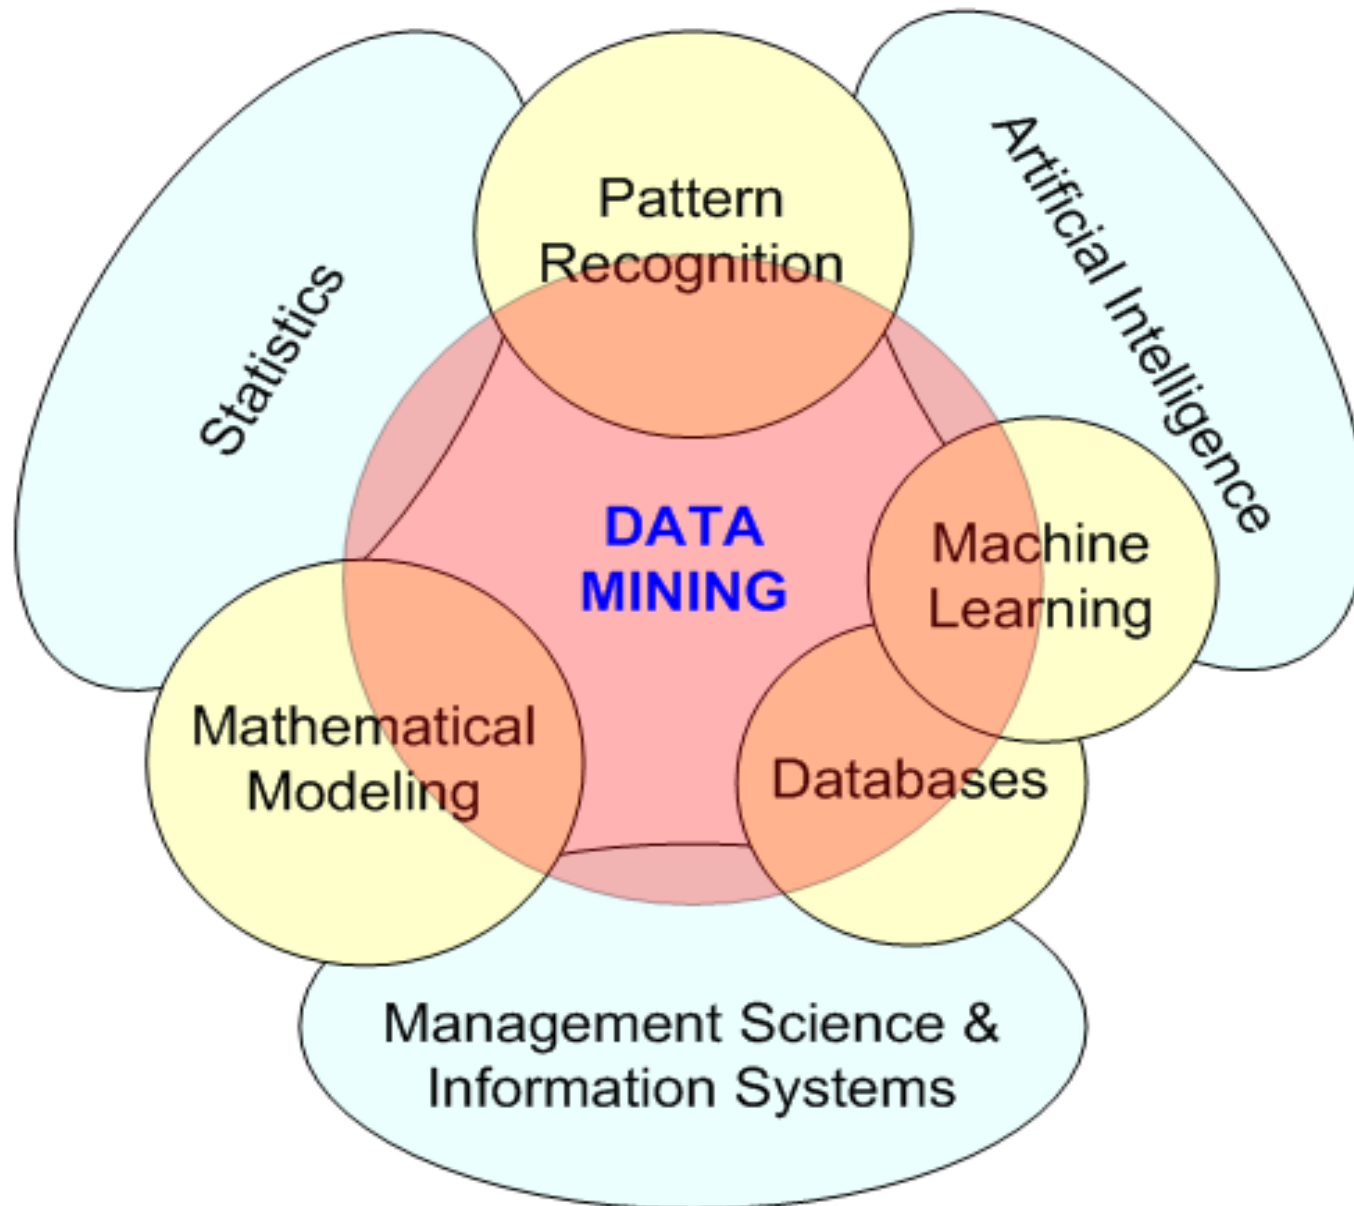 Pattern
Recognition
Artificial Intelligence
Statistics
DATA
MINING
Machine
Learning
Mathematical
Modeling
Databases
Management Science &
Information Systems